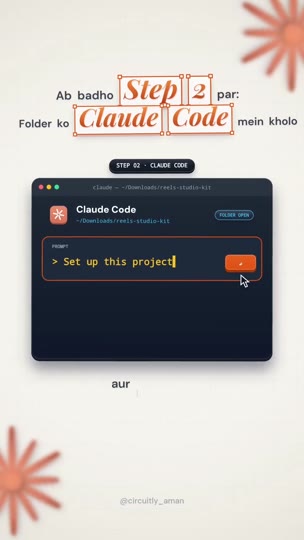 Ab badho Step 2 par:
Folder ko Claude Code mein kholo
STEP 02 · CLAUDE CODE
claude — ~/Downloads/reels-studio-kit
Claude Code
~/Downloads/reels-studio-kit
FOLDER OPEN
PROMPT
> Set up this project
aur
@circuitly_aman